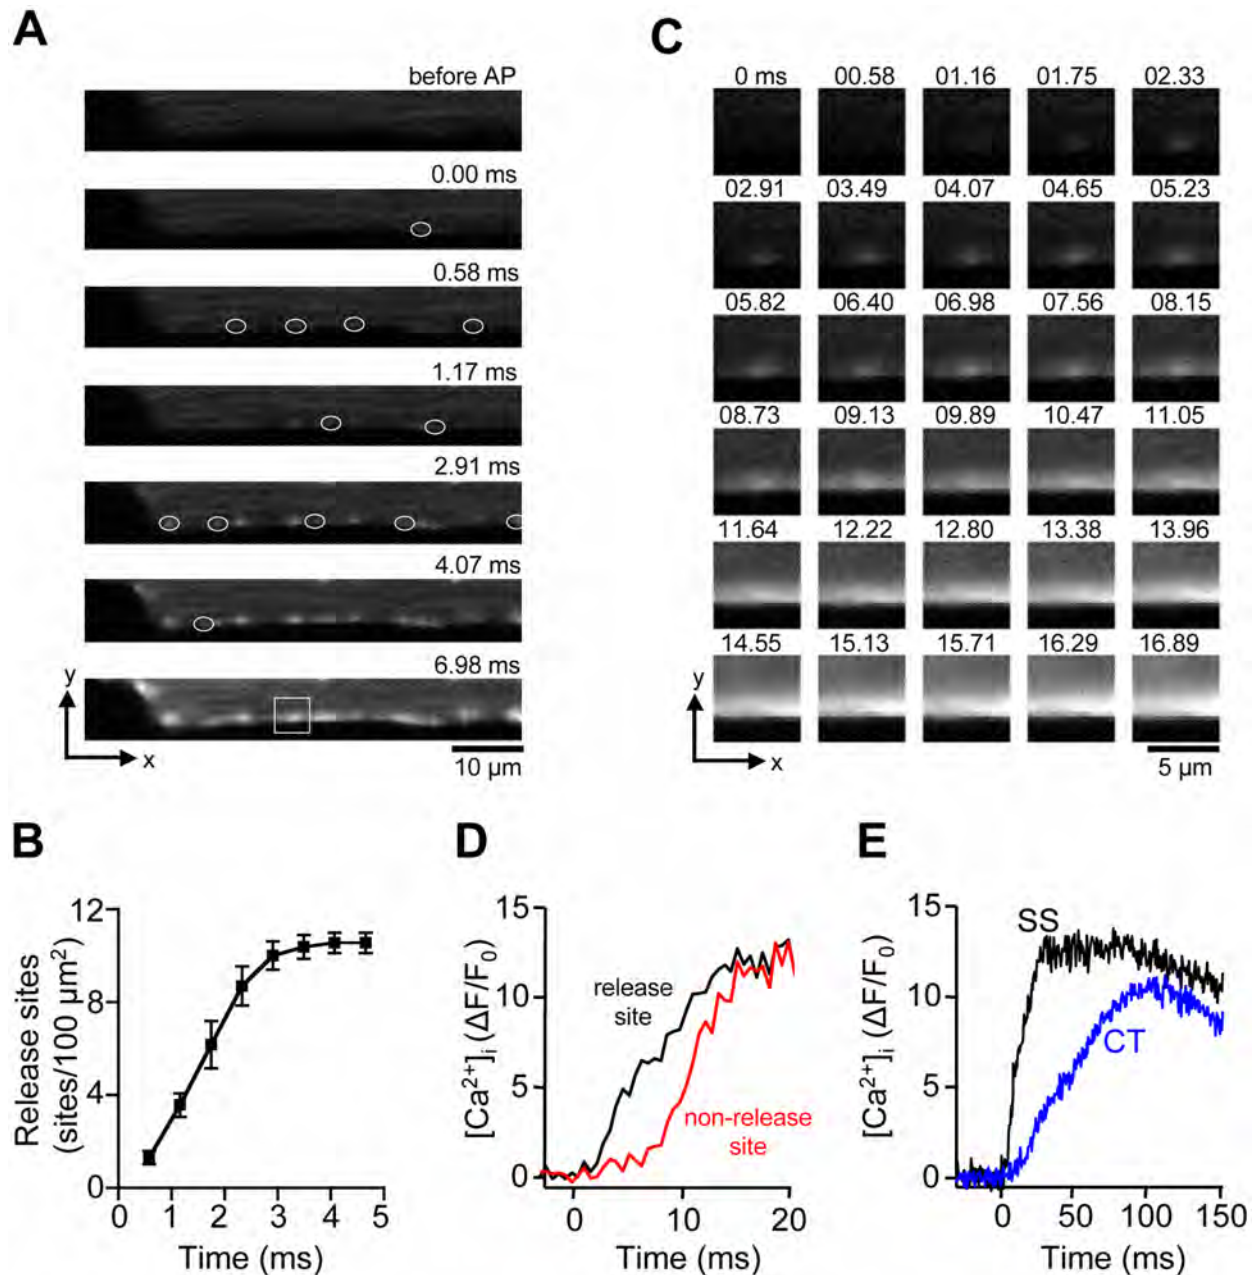 A
before AP
0.00 ms
0.58 ms
1.17 ms
2.91 ms
4.07 ms
6.98 ms
y
x
10 µm
C
0 ms 00.58 01.16 01.75 02.33
02.91 03.49 04.07 04.65 05.23
05.82 06.40 06.98 07.56 08.15
08.73 09.13 09.89 10.47 11.05
11.64 12.22 12.80 13.38 13.96
14.55 15.13 15.71 16.29 16.89
y
x
5 µm
B
Release sites
(sites/100 µm²)
12
8
4
0
0 1 2 3 4 5
Time (ms)
D
[Ca²⁺]ᵢ (ΔF/F₀)
15
10
5
0
release
site
non-release
site
0 10 20
Time (ms)
E
[Ca²⁺]ᵢ (ΔF/F₀)
15
10
5
0
SS
CT
0 50 100 150
Time (ms)